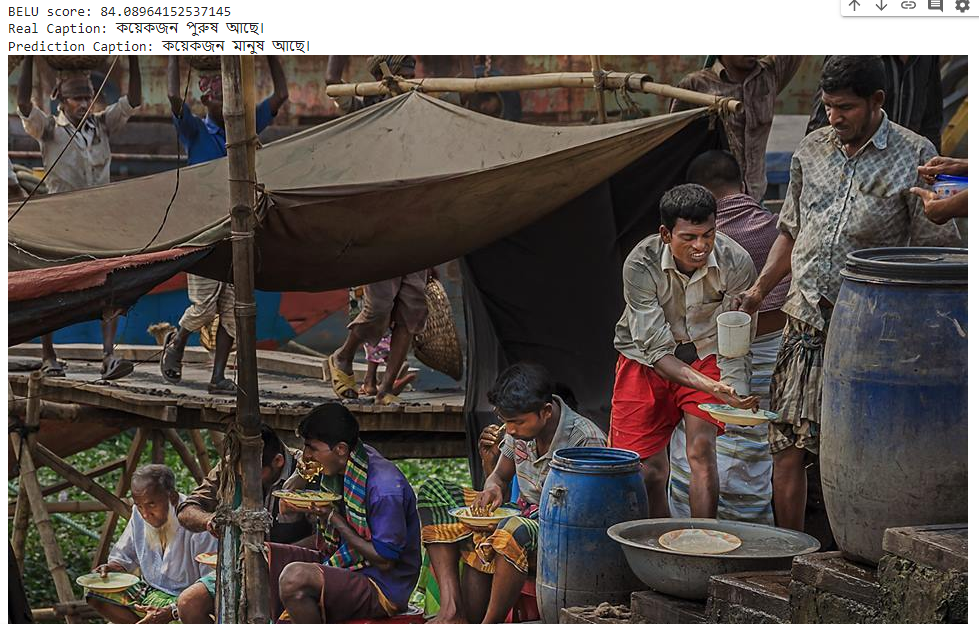 BELU score: 84.08964152537145
Real Caption: কয়েকজন পুরুষ আছে।
Prediction Caption: কয়েকজন মানুষ আছে।